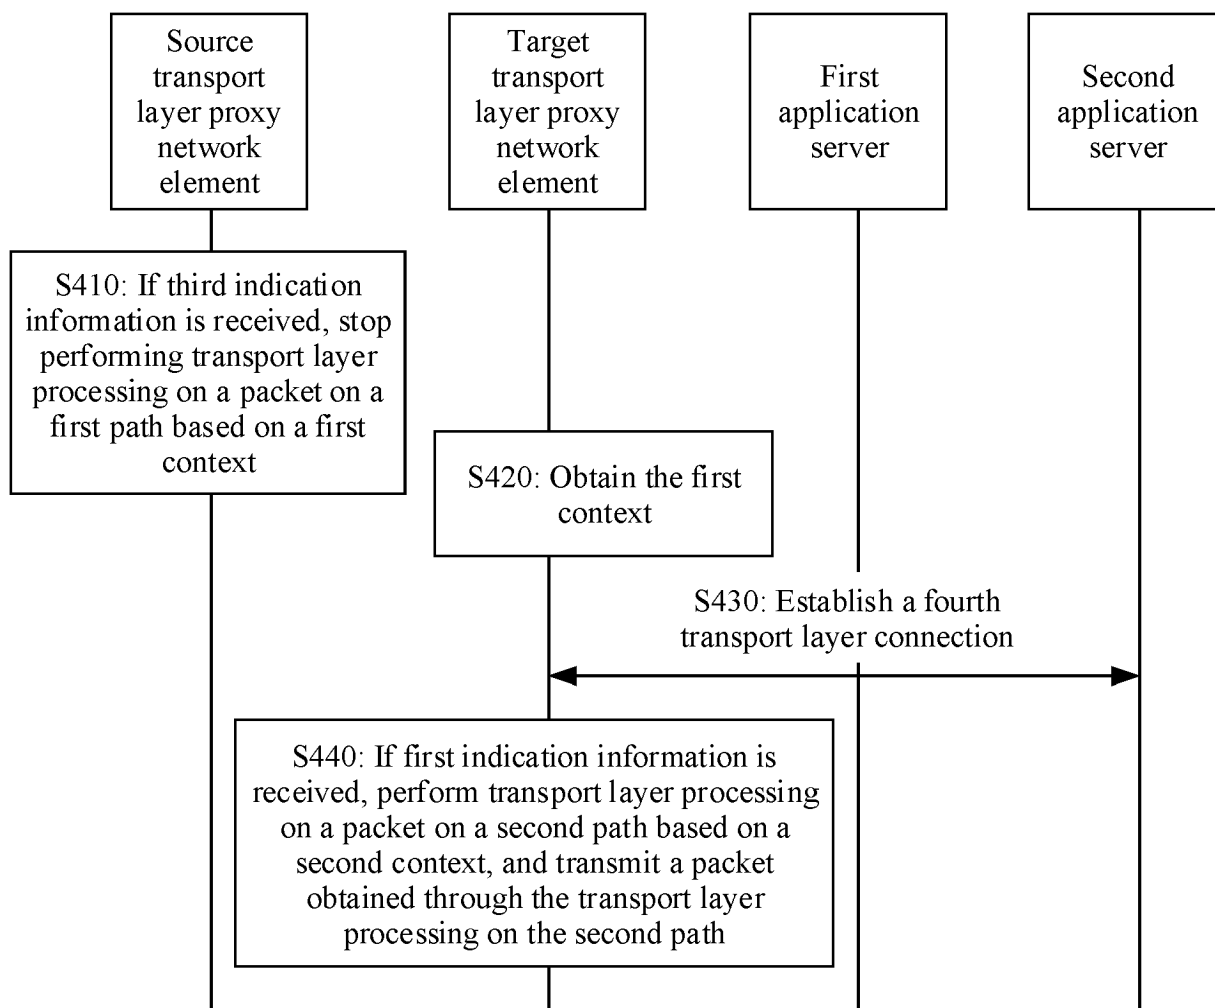 Source
transport
layer proxy
network
element
Target
transport
layer proxy
network
element
First
application
server
Second
application
server
S410: If third indication
information is received, stop
performing transport layer
processing on a packet on a
first path based on a first
context
S420: Obtain the first
context
S430: Establish a fourth
transport layer connection
S440: If first indication information is
received, perform transport layer processing
on a packet on a second path based on a
second context, and transmit a packet
obtained through the transport layer
processing on the second path